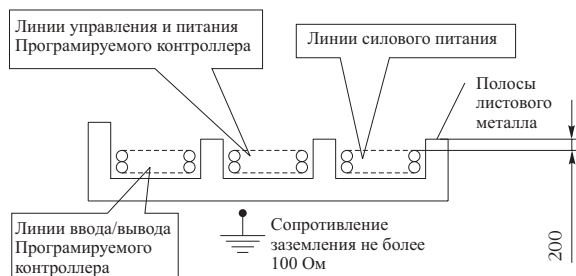 Линии управления и питания
Програмируемого контроллера
Линии силового питания
Полосы
листового
металла
Линии ввода/вывода
Програмируемого
контроллера
Сопротивление
заземления не более
100 Ом
200